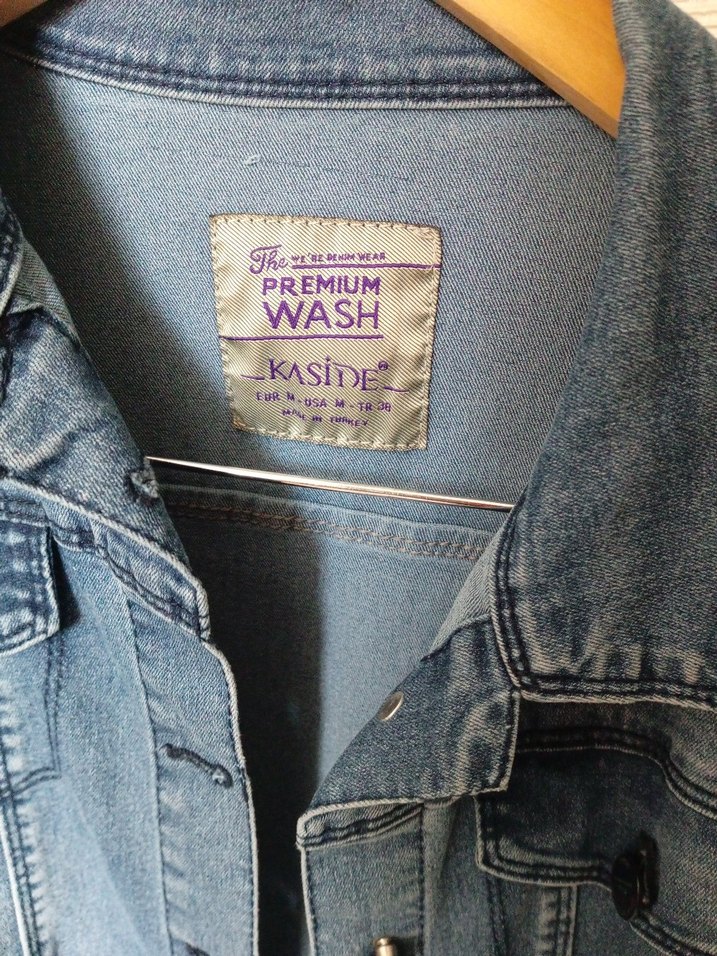 The WE'RE DENIM WEAR
PREMIUM
WASH
KASİDE®
EUR M - USA M - TR 38
MADE IN TURKEY